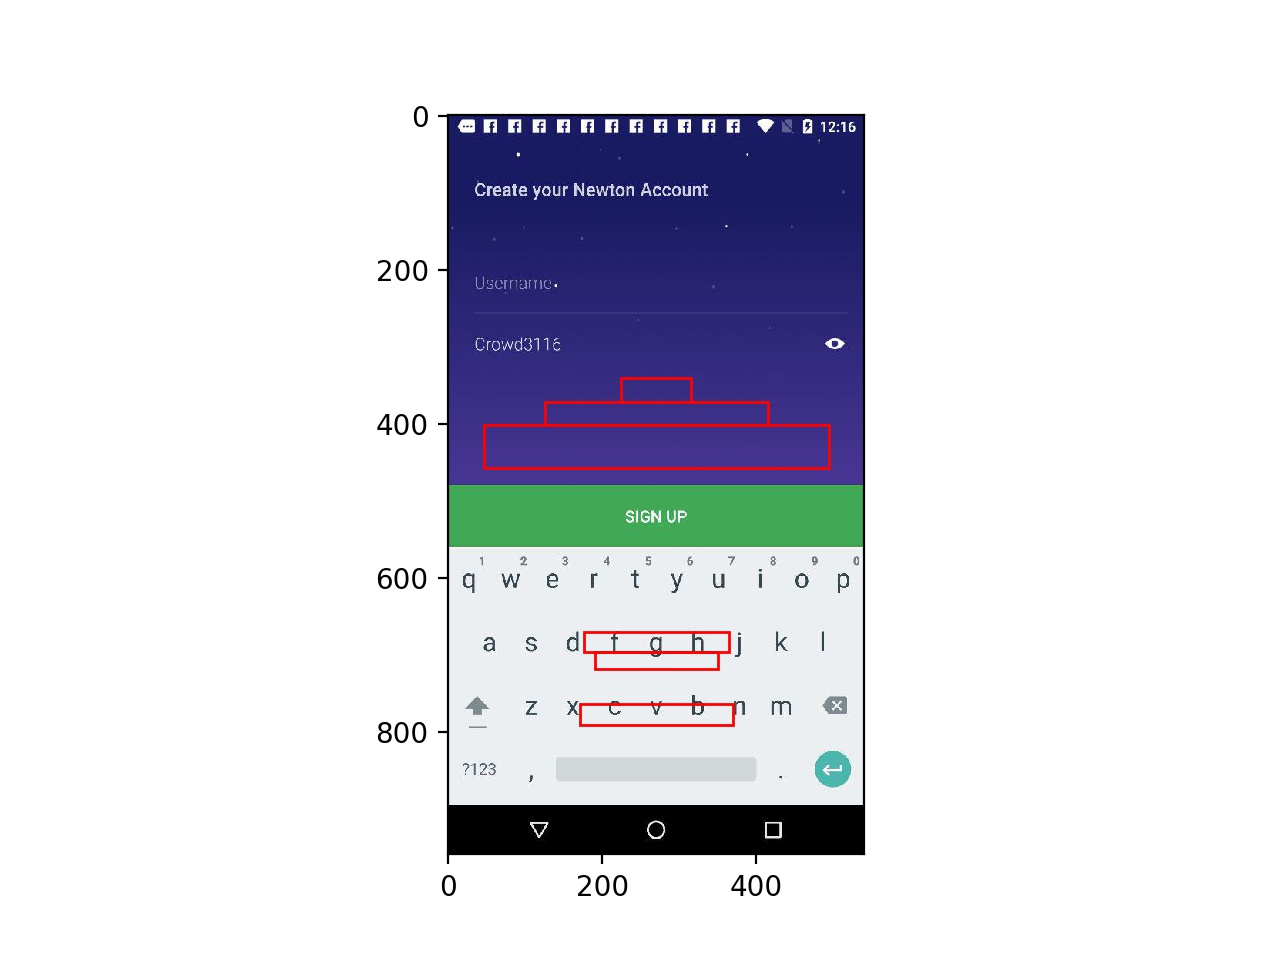 0
12:16
Create your Newton Account
200
Username
Crowd3116
400
SIGN UP
1 2 3 4 5 6 7 8 9 0
600
q w e r t y u i o p
a s d f g h j k l
z x c v b n m
800
?123 , .
0 200 400